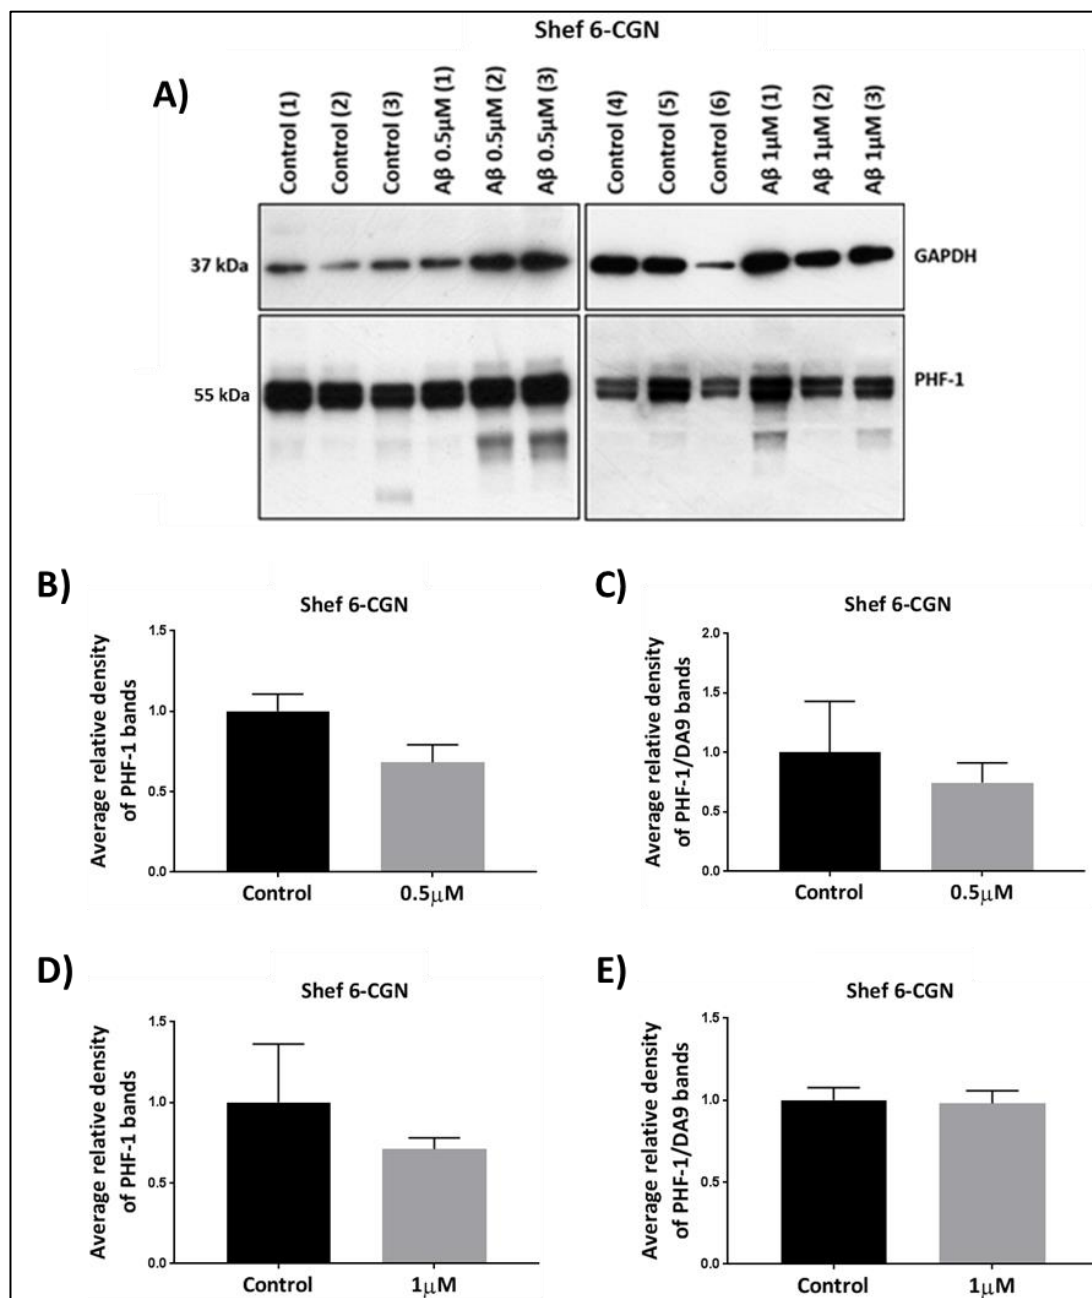 Shef 6-CGN
A)
Control (1)
Control (2)
Control (3)
Aβ 0.5µM (1)
Aβ 0.5µM (2)
Aβ 0.5µM (3)
Control (4)
Control (5)
Control (6)
Aβ 1µM (1)
Aβ 1µM (2)
Aβ 1µM (3)
37 kDa
GAPDH
55 kDa
PHF-1
B)
Shef 6-CGN
Average relative density
of PHF-1 bands
1.5
1.0
0.5
0.0
Control
0.5µM
C)
Shef 6-CGN
Average relative density
of PHF-1/DA9 bands
2.0
1.5
1.0
0.5
0.0
Control
0.5µM
D)
Shef 6-CGN
Average relative density
of PHF-1 bands
1.5
1.0
0.5
0.0
Control
1µM
E)
Shef 6-CGN
Average relative density
of PHF-1/DA9 bands
1.5
1.0
0.5
0.0
Control
1µM